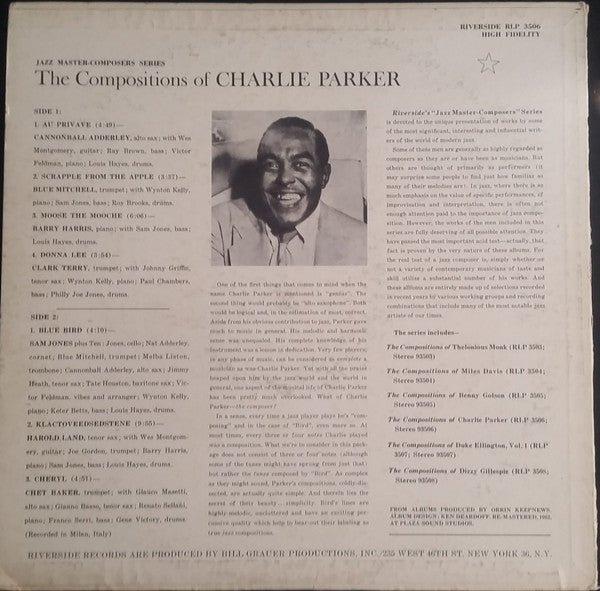 RIVERSIDE RLP 3506
HIGH FIDELITY
JAZZ MASTER-COMPOSERS SERIES
The Compositions of CHARLIE PARKER
SIDE 1:
1. AU PRIVAVE (4:49)—
CANNONBALL ADDERLEY, alto sax; with Wes
Montgomery, guitar; Ray Brown, bass; Victor
Feldman, piano; Louis Hayes, drums.
2. SCRAPPLE FROM THE APPLE (3:37)—
BLUE MITCHELL, trumpet; with Wynton Kelly,
piano; Sam Jones, bass; Roy Brooks, drums.
3. MOOSE THE MOOCHE (6:06)—
BARRY HARRIS, piano; with Sam Jones, bass;
Louis Hayes, drums.
4. DONNA LEE (3:54)—
CLARK TERRY, trumpet; with Johnny Griffin,
tenor sax; Wynton Kelly, piano; Paul Chambers,
bass; Philly Joe Jones, drums.
SIDE 2:
1. BLUE BIRD (4:10)—
SAM JONES plus Ten: Jones, cello; Nat Adderley,
cornet; Blue Mitchell, trumpet; Melba Liston,
trombone; Cannonball Adderley, alto sax; Jimmy
Heath, tenor sax; Tate Houston, baritone sax; Vic-
tor Feldman, vibes and arranger; Wynton Kelly,
piano; Keter Betts, bass; Louis Hayes, drums.
2. KLACTOVEEDSEDSTENE (9:55)—
HAROLD LAND, tenor sax; with Wes Montgom-
ery, guitar; Joe Gordon, trumpet; Barry Harris,
piano; Sam Jones, bass; Louis Hayes, drums.
3. CHERYL (4:51)—
CHET BAKER, trumpet; with Glauco Masetti,
alto sax; Gianno Basso, tenor sax; Renato Sellani,
piano; Franco Serri, bass; Gene Victory, drums.
(Recorded in Milan, Italy)
One of the first things that comes to mind when the
name Charlie Parker is mentioned is "genius". The
second thing would probably be "alto saxophone". Both
would be logical and, in the estimation of most, correct.
Aside from his obvious contribution to jazz, Parker gave
much to music in general. His melodic and harmonic
sense was unequaled. His complete knowledge of his
instrument was a lesson in dedication. Very few players,
in any phase of music, can be considered as complete a
musician as was Charlie Parker. Yet with all the praise
heaped upon him by the jazz world and the world in
general, one aspect of the musical life of Charlie Parker
has been pretty much overlooked. West of Charlie
Parker—the composer!
In a sense, every time a jazz player plays he's "com-
posing" and in the case of "Bird", even more so. At
most times, every three or four notes Charlie played
was a composition. What we're to consider in this pack-
age does not consist of three or four notes (although
some of the tunes might have sprung from just that)
but rather the tunes composed by "Bird". As complex
as they might sound, Parker's compositions, coldly-dis-
ected, are actually quite simple. And therein lies the
secret of their beauty . . . simplicity. Bird's lines are
highly-melodic, uncluttered and have an exciting per-
cussive quality which help to bear out their labeling as
true jazz compositions.
Riverside's "Jazz Master-Composers" Series
is devoted to the unique presentation of works by some
of the most significant, interesting and influential writ-
ers of the world of modern jazz.
Some of these men are generally as highly regarded as
composers as they are or have been as musicians. But
others are thought of primarily as performers (it
may surprise some people to find just how familiar as
many of their melodies are). In jazz, where there is so
much emphasis on the value of specific performances, of
improvisation and interpretation, there is often not
enough attention paid to the importance of jazz compo-
sition. However, the works of the men included in this
series are fully deserving of all possible attention. They
have passed the most important acid test—actually, that
fact is proven by the very nature of these albums. For
the real test of a jazz composer is, simply whether or
not a variety of contemporary musicians of taste and
skill utilize a substantial number of his works. And
these albums are entirely made up of selections recorded
in recent years by various working groups and recording
combinations that include many of the most notable jazz
artists of our times.
The series includes—
The Compositions of Thelonious Monk (RLP 3503;
Stereo 93503)
The Compositions of Miles Davis (RLP 3504;
Stereo 93504)
The Compositions of Benny Golson (RLP 3505;
Stereo 93505)
The Compositions of Charlie Parker (RLP 3506;
Stereo 93506)
The Compositions of Duke Ellington, Vol. 1 (RLP
3507; Stereo 93507)
The Compositions of Dizzy Gillespie (RLP 3508;
Stereo 93508)
FROM ALBUMS PRODUCED BY ORRIN KEEPNEWS.
ALBUM DESIGN: KEN DEARDOFF. RE-MASTERED, 1962,
AT PLAZA SOUND STUDIOS.
RIVERSIDE RECORDS ARE PRODUCED BY BILL GRAUER PRODUCTIONS, INC./235 WEST 46TH ST. NEW YORK 36, N.Y.